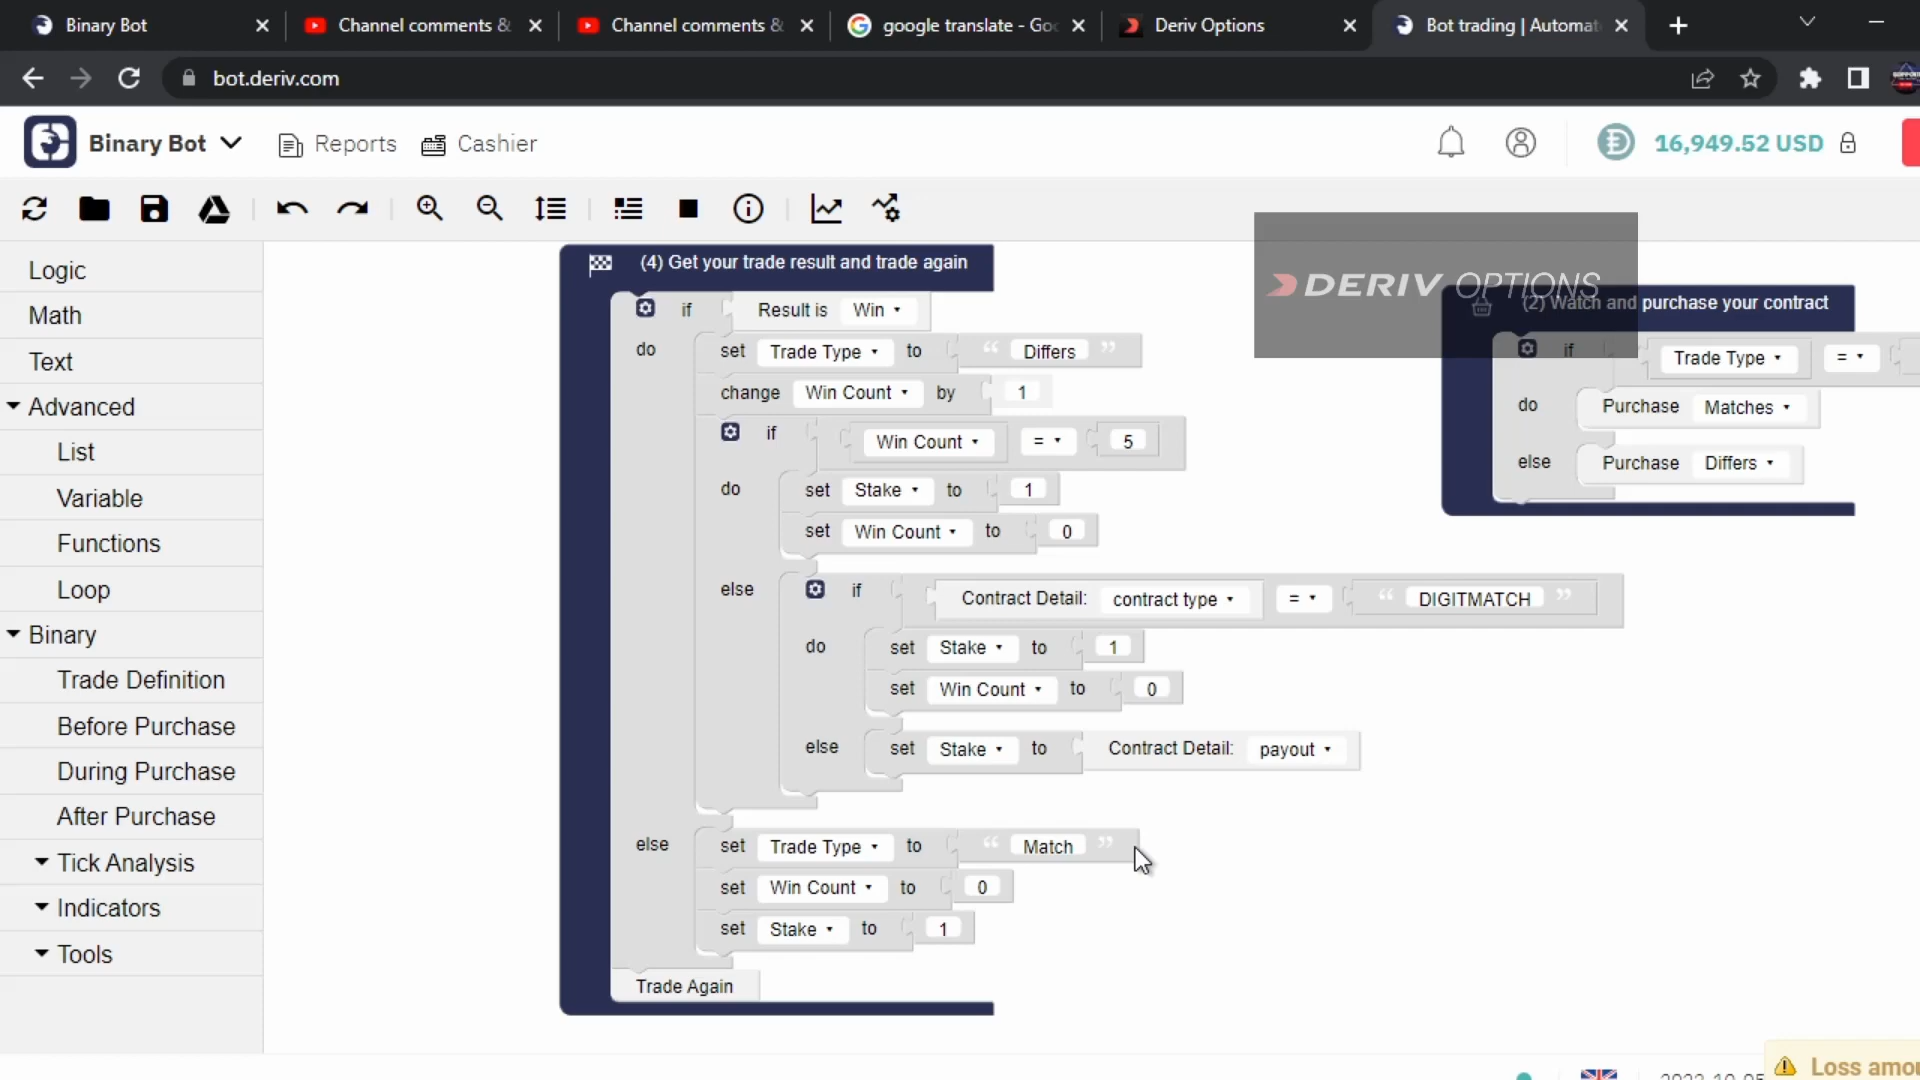 Binary Bot
Channel comments &
Channel comments &
google translate - Go
Deriv Options
Bot trading | Automat
bot.deriv.com
Binary Bot
Reports
Cashier
16,949.52 USD
Logic
Math
Text
Advanced
List
Variable
Functions
Loop
Binary
Trade Definition
Before Purchase
During Purchase
After Purchase
Tick Analysis
Indicators
Tools
(4) Get your trade result and trade again
if Result is Win
do set Trade Type to “ Differs ”
change Win Count by 1
if Win Count = 5
do set Stake to 1
set Win Count to 0
else if Contract Detail: contract type = “ DIGITMATCH ”
do set Stake to 1
set Win Count to 0
else set Stake to Contract Detail: payout
else set Trade Type to “ Match ”
set Win Count to 0
set Stake to 1
Trade Again
DERIV OPTIONS
(2) Watch and purchase your contract
if Trade Type =
do Purchase Matches
else Purchase Differs
Loss amou